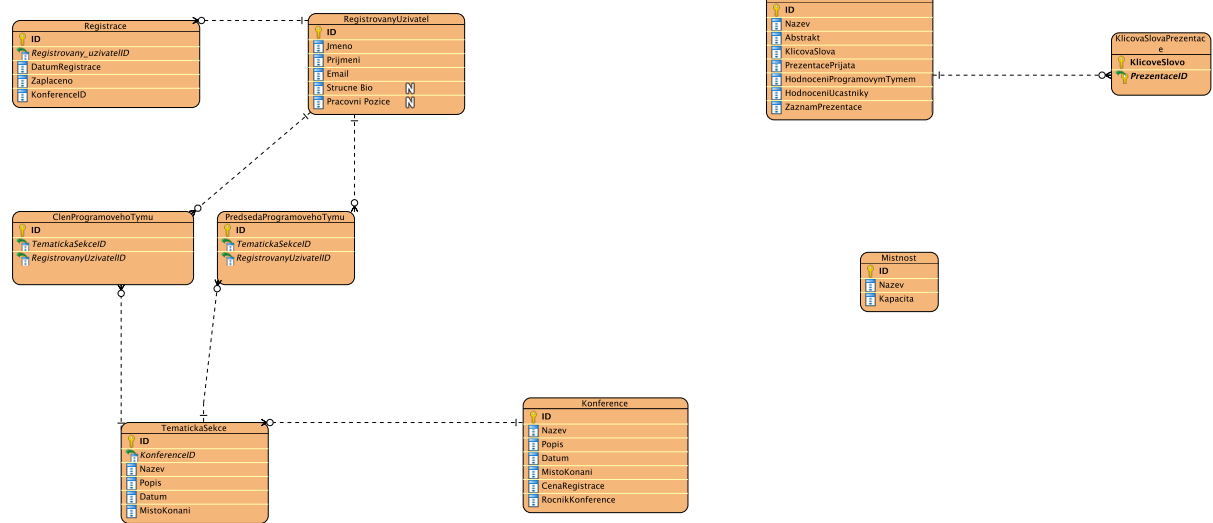 Registrace
ID
Registrovany_uzivatelID
DatumRegistrace
Zaplaceno
KonferenceID
RegistrovanyUzivatel
ID
Jmeno
Prijmeni
Email
Strucne Bio N
Pracovni Pozice N
ID
Nazev
Abstrakt
KlicovaSlova
PrezentacePrijata
HodnoceniProgramovymTymem
HodnoceniUcastniky
ZaznamPrezentace
KlicovaSlovaPrezentac
e
KlicoveSlovo
PrezentaceID
ClenProgramovehoTymu
ID
TematickaSekceID
RegistrovanyUzivatelID
PredsedaProgramovehoTymu
ID
TematickaSekceID
RegistrovanyUzivatelID
Mistnost
ID
Nazev
Kapacita
TematickaSekce
ID
KonferenceID
Nazev
Popis
Datum
MistoKonani
Konference
ID
Nazev
Popis
Datum
MistoKonani
CenaRegistrace
RocnikKonference